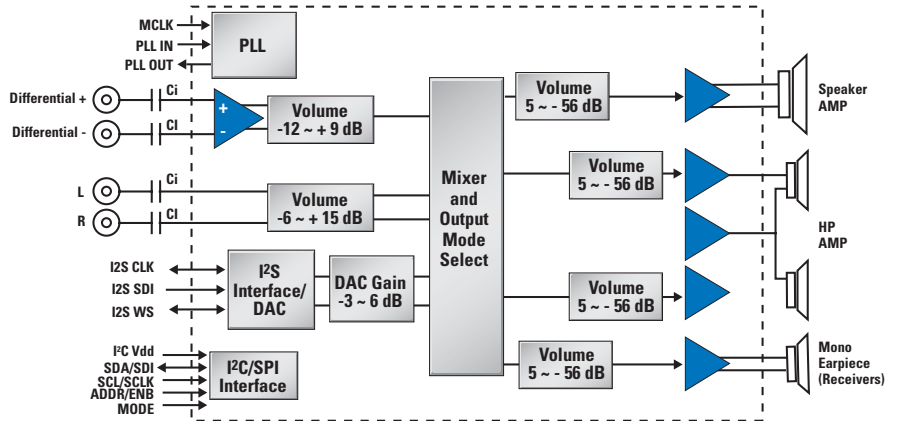 MCLK
PLL IN
PLL OUT
PLL
Differential +
Ci
Differential -
Cl
+
-
Volume
-12 ~ + 9 dB
L
Ci
R
Cl
Volume
-6 ~ + 15 dB
I2S CLK
I2S SDI
I2S WS
I²S
Interface/
DAC
DAC Gain
-3 ~ 6 dB
I²C Vdd
SDA/SDI
SCL/SCLK
ADDR/ENB
MODE
I²C/SPI
Interface
Mixer
and
Output
Mode
Select
Volume
5 ~ - 56 dB
Speaker
AMP
Volume
5 ~ - 56 dB
HP
AMP
Volume
5 ~ - 56 dB
Volume
5 ~ - 56 dB
Mono
Earpiece
(Receivers)